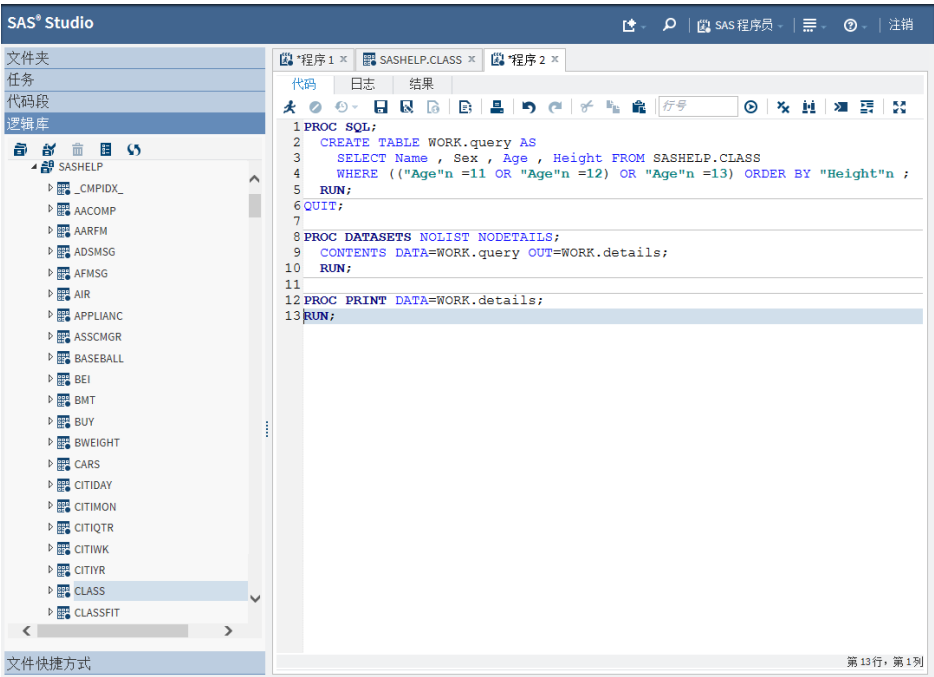 SAS® Studio
SAS 程序员
注销
文件夹
任务
代码段
逻辑库
SASHELP
_CMPIDX_
AACOMP
AARFM
ADSMSG
AFMSG
AIR
APPLIANC
ASSCMGR
BASEBALL
BEI
BMT
BUY
BWEIGHT
CARS
CITIDAY
CITIMON
CITIQTR
CITIWK
CITIYR
CLASS
CLASSFIT
文件快捷方式
*程序 1 × SASHELP.CLASS × *程序 2 ×
代码 日志 结果
行号
1 PROC SQL;
2 CREATE TABLE WORK.query AS
3 SELECT Name , Sex , Age , Height FROM SASHELP.CLASS
4 WHERE (("Age"n =11 OR "Age"n =12) OR "Age"n =13) ORDER BY "Height"n ;
5 RUN;
6 QUIT;
7
8 PROC DATASETS NOLIST NODETAILS;
9 CONTENTS DATA=WORK.query OUT=WORK.details;
10 RUN;
11
12 PROC PRINT DATA=WORK.details;
13 RUN;
第 13行，第 1列